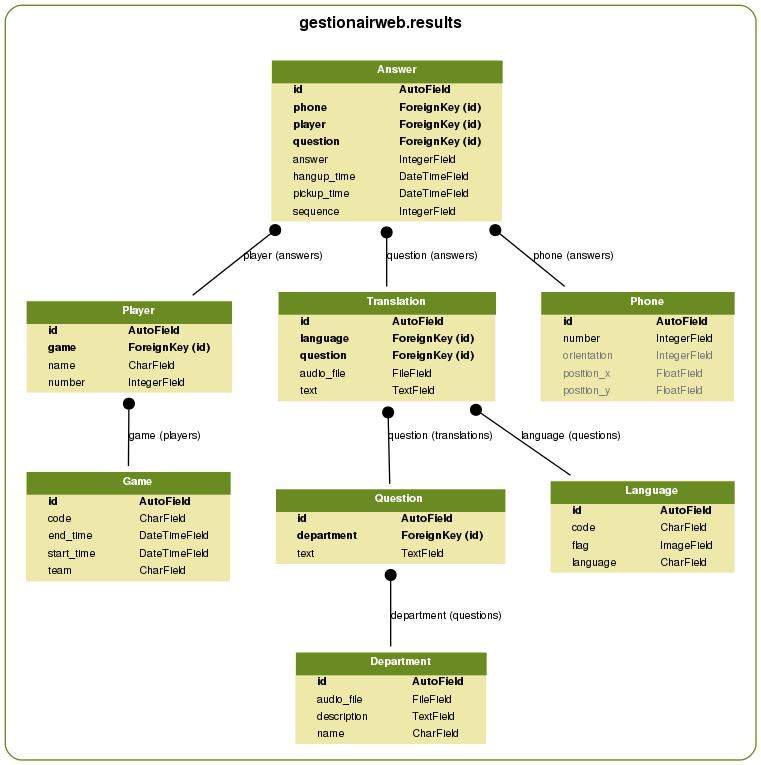 gestionairweb.results
Answer
id AutoField
phone ForeignKey (id)
player ForeignKey (id)
question ForeignKey (id)
answer IntegerField
hangup_time DateTimeField
pickup_time DateTimeField
sequence IntegerField
player (answers)
question (answers)
phone (answers)
Player
id AutoField
game ForeignKey (id)
name CharField
number IntegerField
Translation
id AutoField
language ForeignKey (id)
question ForeignKey (id)
audio_file FileField
text TextField
Phone
id AutoField
number IntegerField
orientation IntegerField
position_x FloatField
position_y FloatField
game (players)
question (translations)
language (questions)
Game
id AutoField
code CharField
end_time DateTimeField
start_time DateTimeField
team CharField
Question
id AutoField
department ForeignKey (id)
text TextField
Language
id AutoField
code CharField
flag ImageField
language CharField
department (questions)
Department
id AutoField
audio_file FileField
description TextField
name CharField